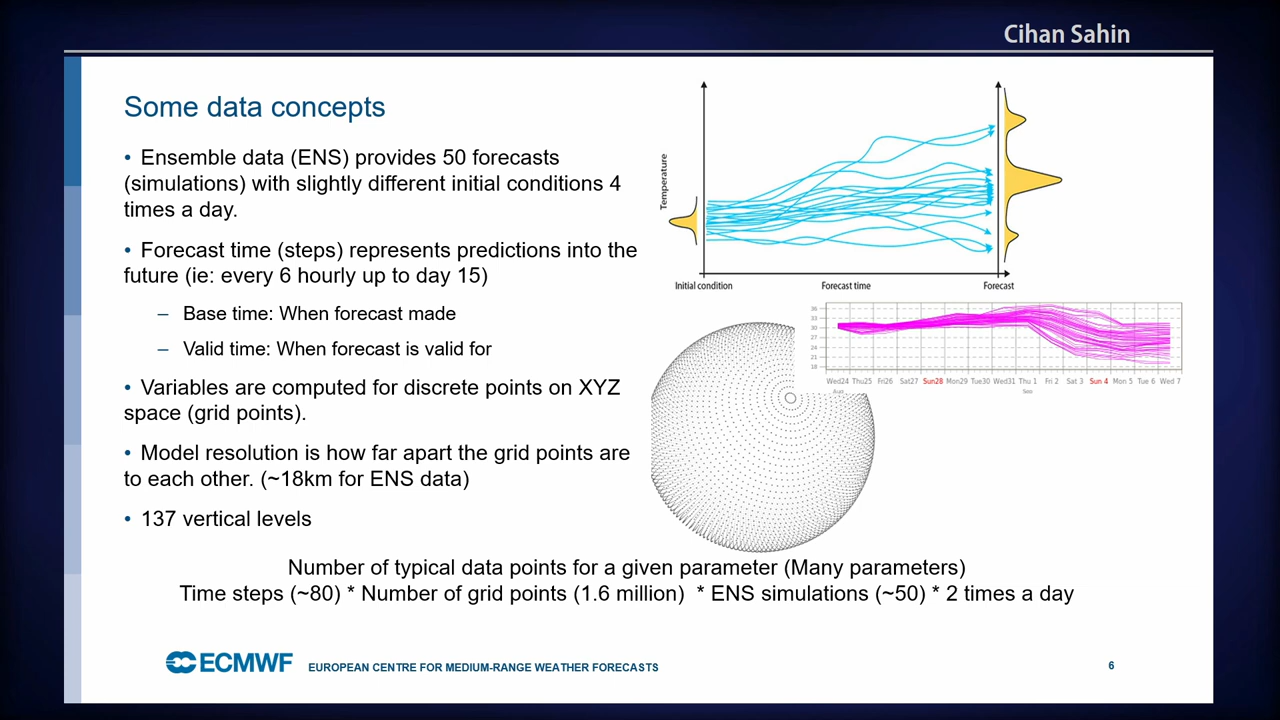 Cihan Sahin
Some data concepts
• Ensemble data (ENS) provides 50 forecasts
(simulations) with slightly different initial conditions 4
times a day.
• Forecast time (steps) represents predictions into the
future (ie: every 6 hourly up to day 15)
– Base time: When forecast made
– Valid time: When forecast is valid for
• Variables are computed for discrete points on XYZ
space (grid points).
• Model resolution is how far apart the grid points are
to each other. (~18km for ENS data)
• 137 vertical levels
Temperature
Initial condition Forecast time Forecast
36
33
30
27
24
21
18
Wed24 Thu25 Fri26 Sat27 Sun28 Mon29 Tue30 Wed31 Thu 1 Fri 2 Sat 3 Sun 4 Mon 5 Tue 6 Wed 7
Number of typical data points for a given parameter (Many parameters)
Time steps (~80) * Number of grid points (1.6 million) * ENS simulations (~50) * 2 times a day
ECMWF EUROPEAN CENTRE FOR MEDIUM-RANGE WEATHER FORECASTS
6